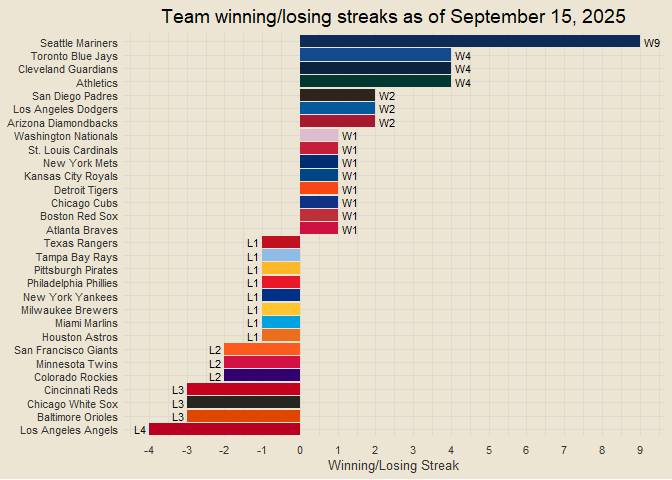 Team winning/losing streaks as of September 15, 2025
Seattle Mariners W9
Toronto Blue Jays W4
Cleveland Guardians W4
Athletics W4
San Diego Padres W2
Los Angeles Dodgers W2
Arizona Diamondbacks W2
Washington Nationals W1
St. Louis Cardinals W1
New York Mets W1
Kansas City Royals W1
Detroit Tigers W1
Chicago Cubs W1
Boston Red Sox W1
Atlanta Braves W1
Texas Rangers L1
Tampa Bay Rays L1
Pittsburgh Pirates L1
Philadelphia Phillies L1
New York Yankees L1
Milwaukee Brewers L1
Miami Marlins L1
Houston Astros L1
San Francisco Giants L2
Minnesota Twins L2
Colorado Rockies L2
Cincinnati Reds L3
Chicago White Sox L3
Baltimore Orioles L3
Los Angeles Angels L4
-4 -3 -2 -1 0 1 2 3 4 5 6 7 8 9
Winning/Losing Streak